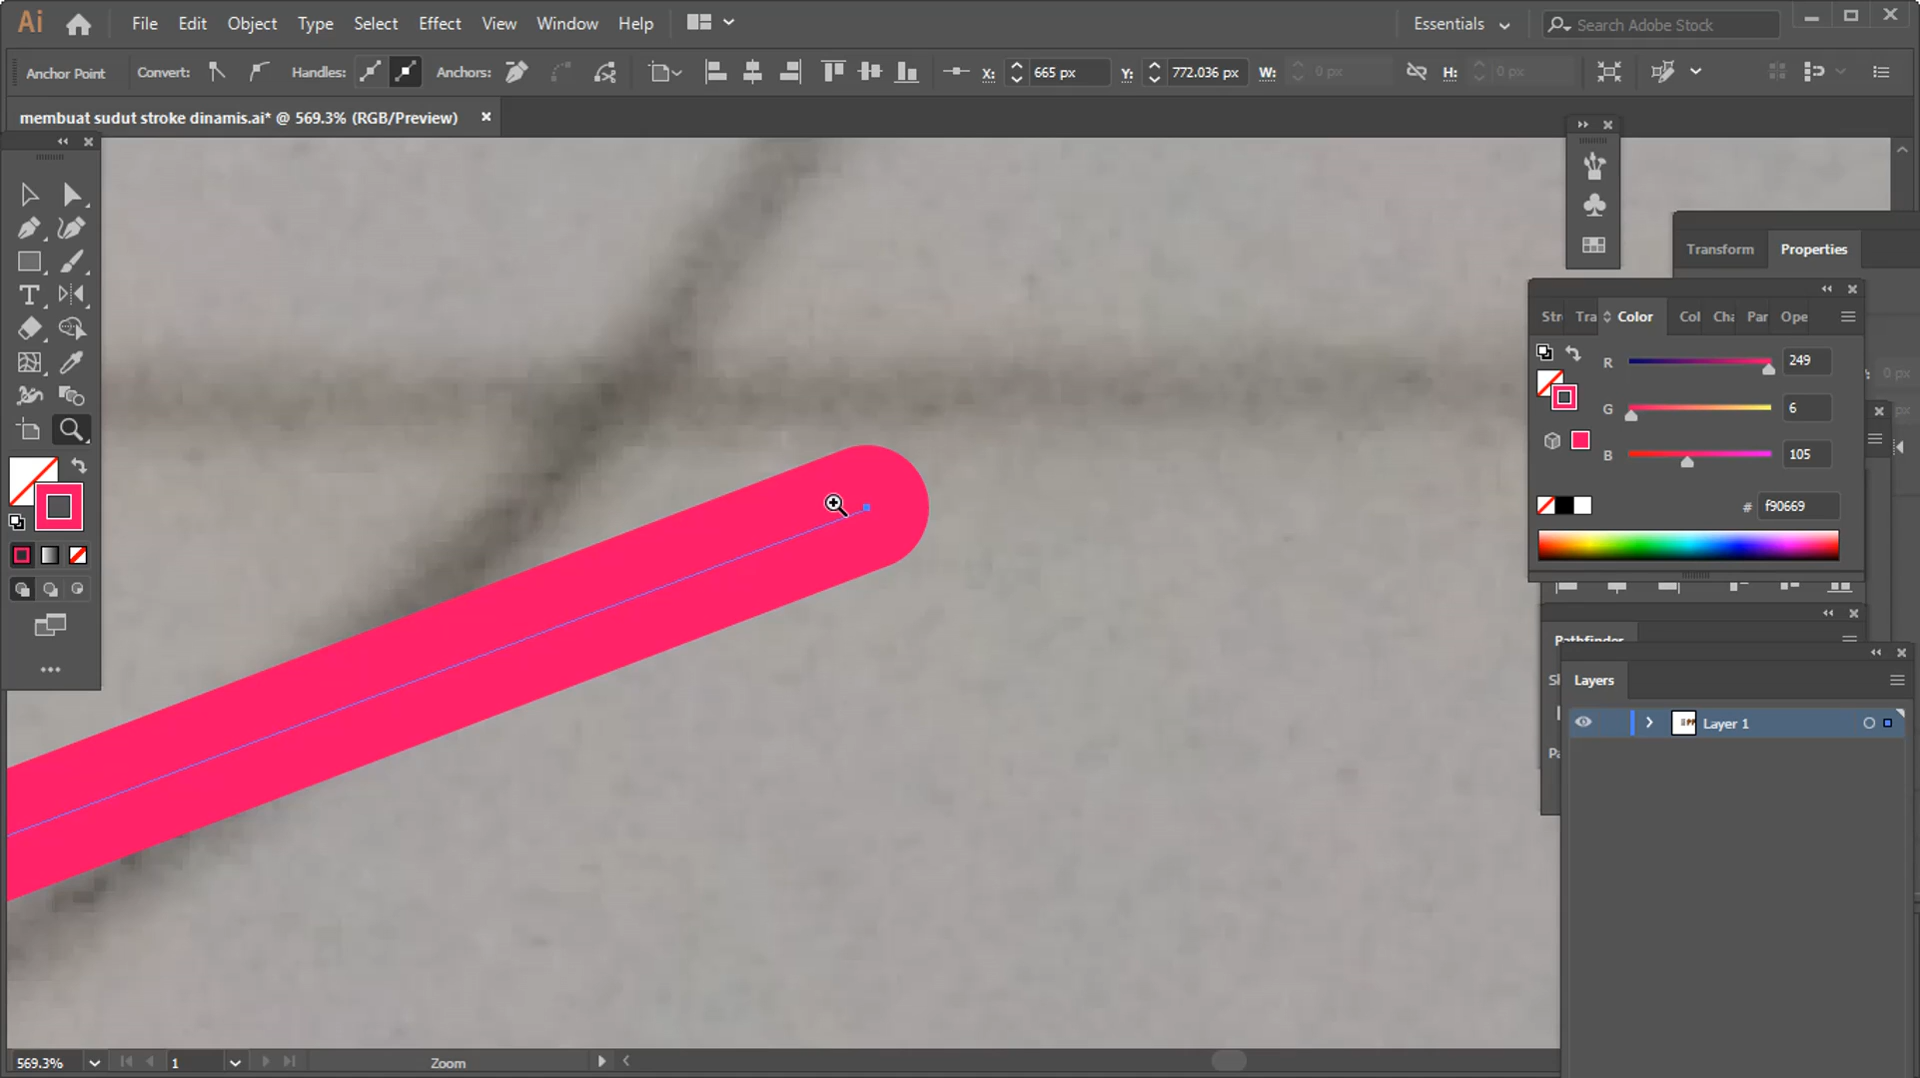 Ai File Edit Object Type Select Effect View Window Help Essentials Search Adobe Stock
Anchor Point Convert: Handles: Anchors: X: 665 px Y: 772.036 px W: 0 px H: 0 px
membuat sudut stroke dinamis.ai* @ 569.3% (RGB/Preview)
Transform Properties
Str Tra Color Col Cha Par Ope
R 249
0 px
G 6
B 105
# f90669
Pathfinder
Layers
Layer 1
569.3% 1 Zoom